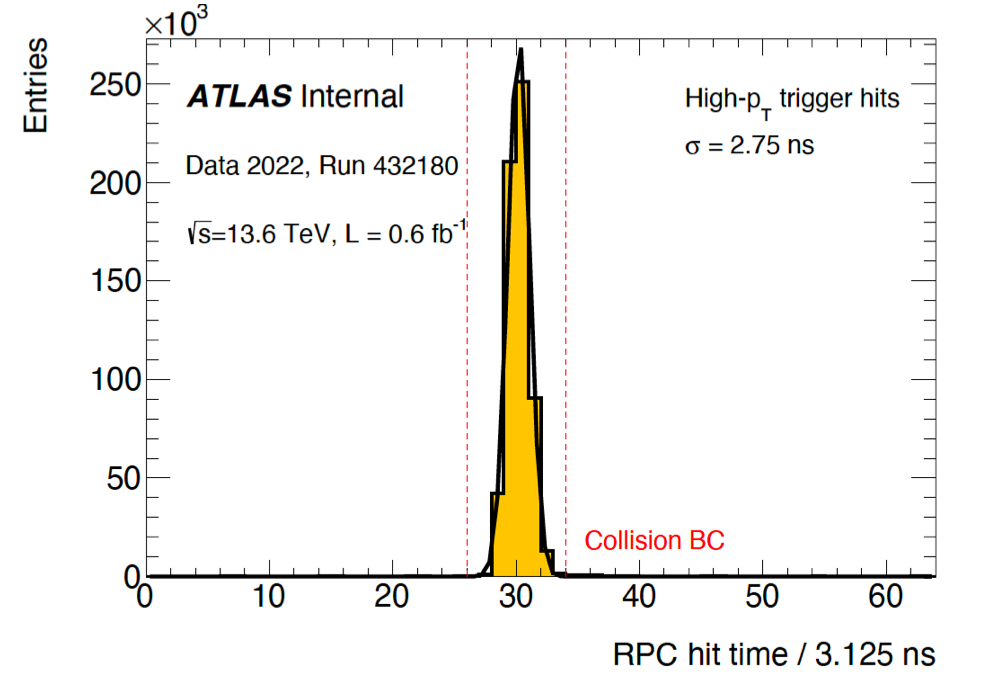 ×10³
Entries
250
200
150
100
50
0
ATLAS Internal
Data 2022, Run 432180
√s=13.6 TeV, L = 0.6 fb⁻¹
High-p_T trigger hits
σ = 2.75 ns
Collision BC
0 10 20 30 40 50 60
RPC hit time / 3.125 ns